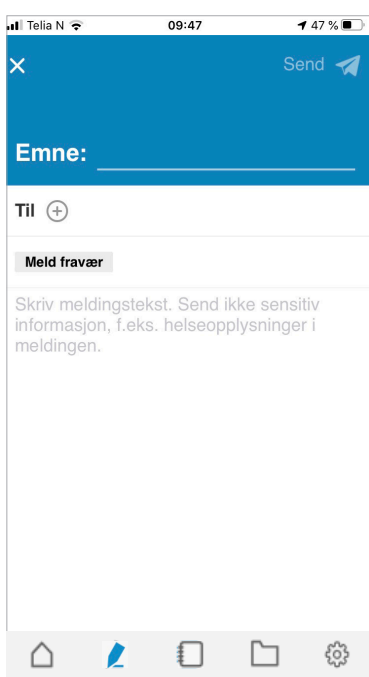 Telia N 09:47 47 %
Send
Emne:
Til
Meld fravær
Skriv meldingstekst. Send ikke sensitiv
informasjon, f.eks. helseopplysninger i
meldingen.